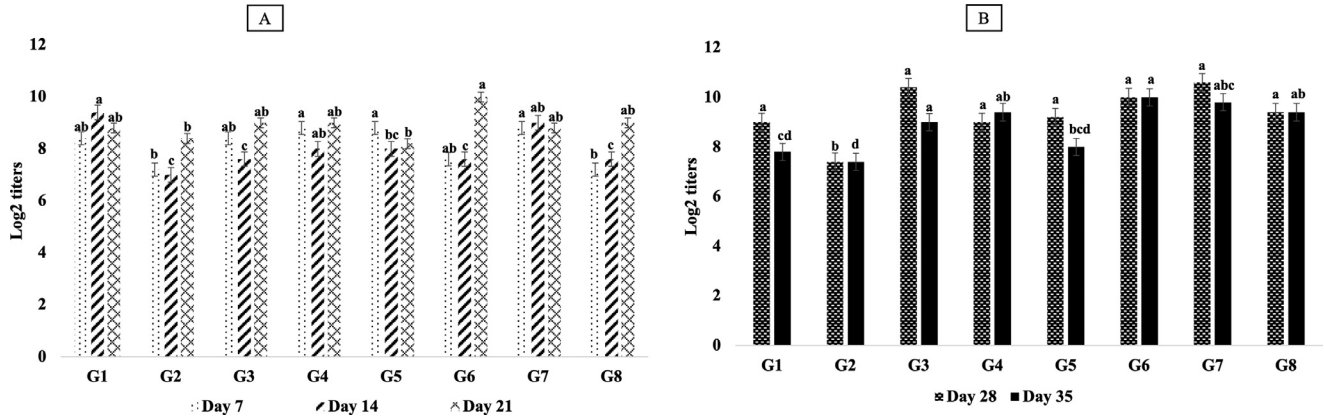 A
Log2 titers
12
10
8
6
4
2
0
ab a ab
b c b
ab c ab
a ab ab
a bc b
ab c a
a ab ab
b c ab
G1 G2 G3 G4 G5 G6 G7 G8
Day 7 Day 14 Day 21
B
Log2 titers
12
10
8
6
4
2
0
a cd
b d
a a
a ab
a bcd
a a
a abc
a ab
G1 G2 G3 G4 G5 G6 G7 G8
Day 28 Day 35